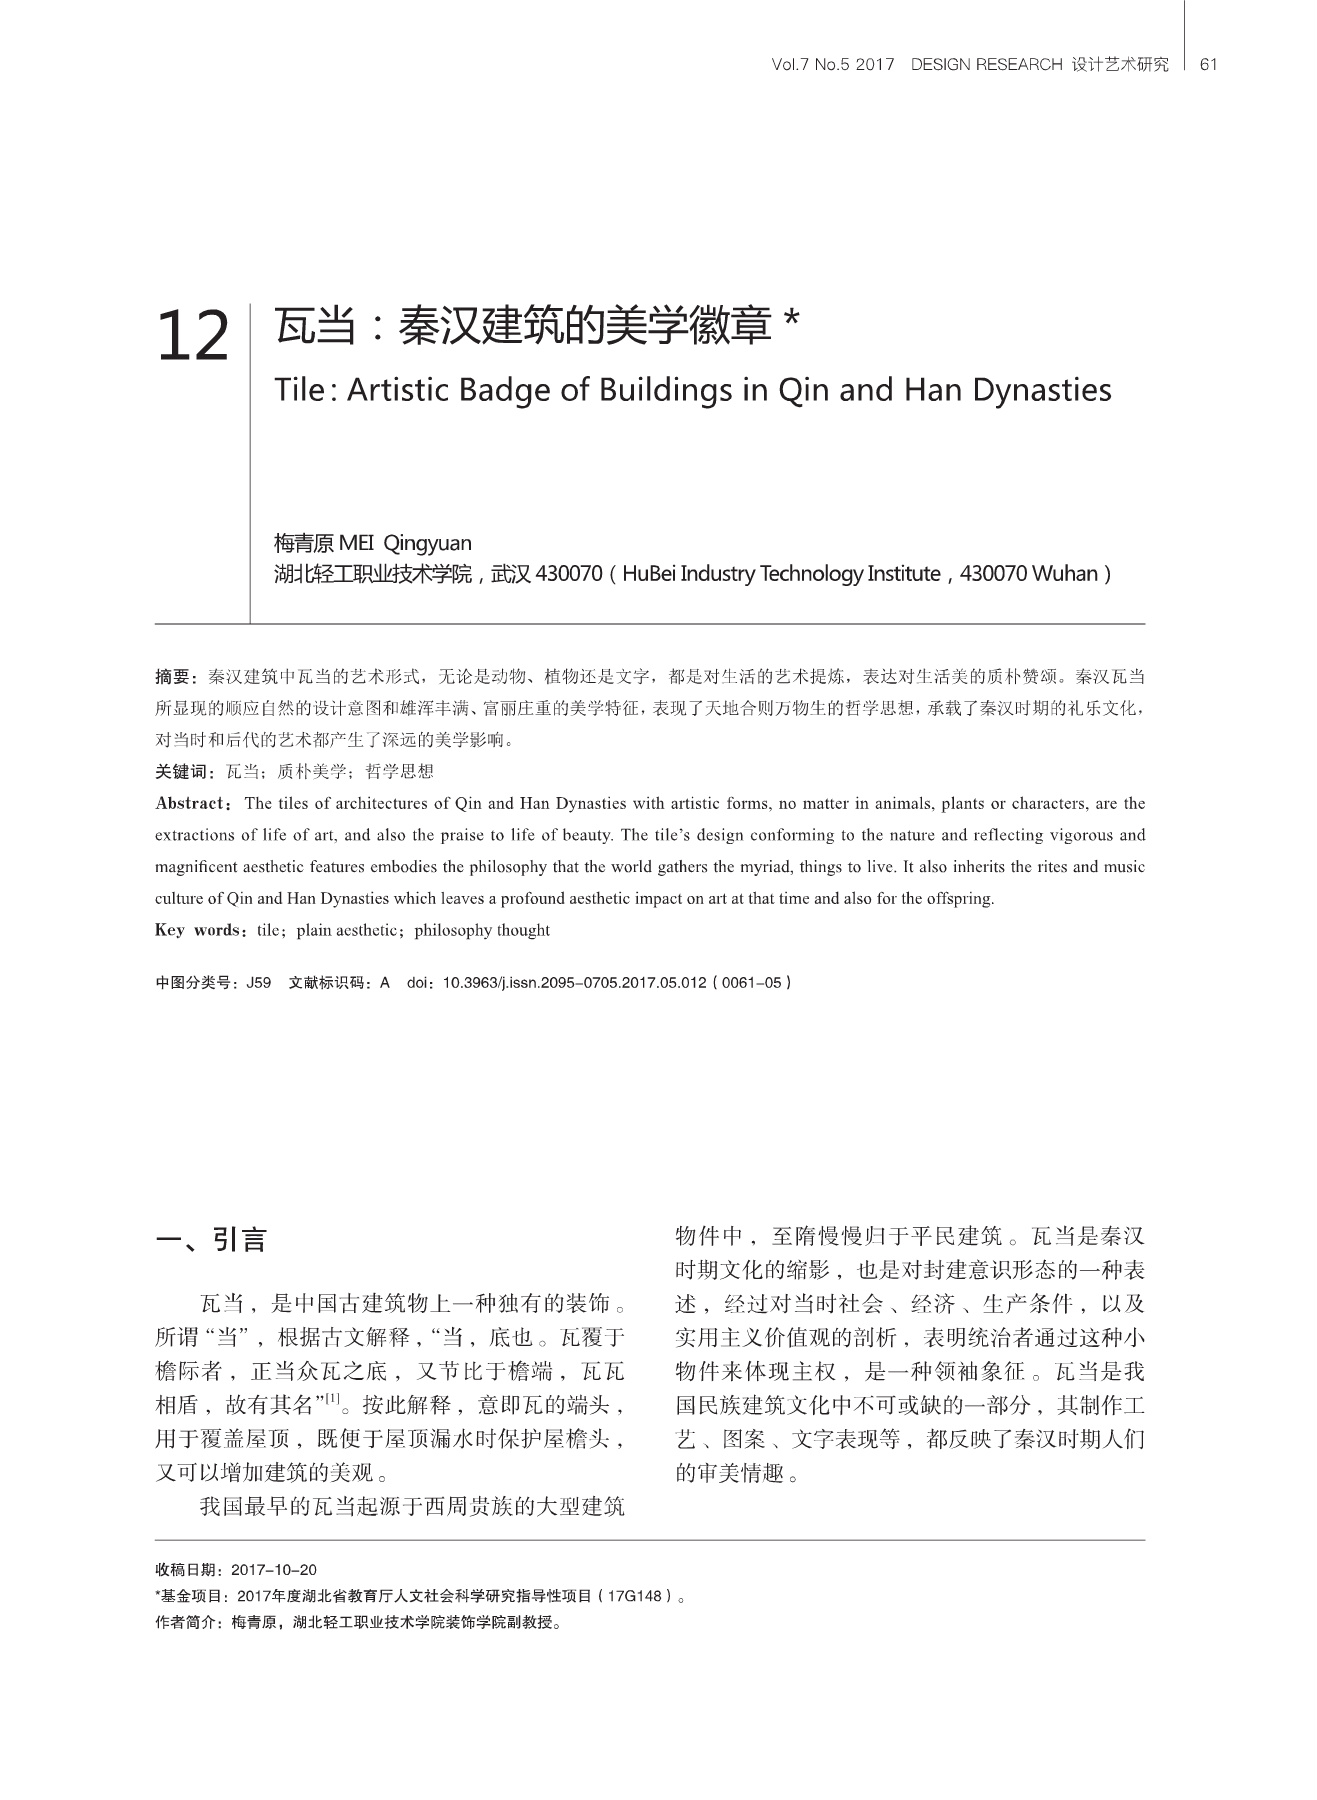 Vol.7 No.5 2017 DESIGN RESEARCH 设计艺术研究 61
12
瓦当：秦汉建筑的美学徽章 *
Tile: Artistic Badge of Buildings in Qin and Han Dynasties
梅青原 MEI Qingyuan
湖北轻工职业技术学院，武汉 430070（HuBei Industry Technology Institute，430070 Wuhan）
摘要：秦汉建筑中瓦当的艺术形式，无论是动物、植物还是文字，都是对生活的艺术提炼，表达对生活美的质朴赞颂。秦汉瓦当
所显现的顺应自然的设计意图和雄浑丰满、富丽庄重的美学特征，表现了天地合则万物生的哲学思想，承载了秦汉时期的礼乐文化，
对当时和后代的艺术都产生了深远的美学影响。
关键词：瓦当；质朴美学；哲学思想
Abstract：The tiles of architectures of Qin and Han Dynasties with artistic forms, no matter in animals, plants or characters, are the
extractions of life of art, and also the praise to life of beauty. The tile's design conforming to the nature and reflecting vigorous and
magnificent aesthetic features embodies the philosophy that the world gathers the myriad, things to live. It also inherits the rites and music
culture of Qin and Han Dynasties which leaves a profound aesthetic impact on art at that time and also for the offspring.
Key words：tile；plain aesthetic；philosophy thought
中图分类号：J59 文献标识码：A doi：10.3963/j.issn.2095-0705.2017.05.012（0061-05）
一、引言
瓦当，是中国古建筑物上一种独有的装饰。
所谓“当”，根据古文解释，“当，底也。瓦覆于
檐际者，正当众瓦之底，又节比于檐端，瓦瓦
相盾，故有其名”[1]。按此解释，意即瓦的端头，
用于覆盖屋顶，既便于屋顶漏水时保护屋檐头，
又可以增加建筑的美观。
我国最早的瓦当起源于西周贵族的大型建筑
物件中，至隋慢慢归于平民建筑。瓦当是秦汉
时期文化的缩影，也是对封建意识形态的一种表
述，经过对当时社会、经济、生产条件，以及
实用主义价值观的剖析，表明统治者通过这种小
物件来体现主权，是一种领袖象征。瓦当是我
国民族建筑文化中不可或缺的一部分，其制作工
艺、图案、文字表现等，都反映了秦汉时期人们
的审美情趣。
收稿日期：2017-10-20
*基金项目：2017年度湖北省教育厅人文社会科学研究指导性项目（17G148）。
作者简介：梅青原，湖北轻工职业技术学院装饰学院副教授。